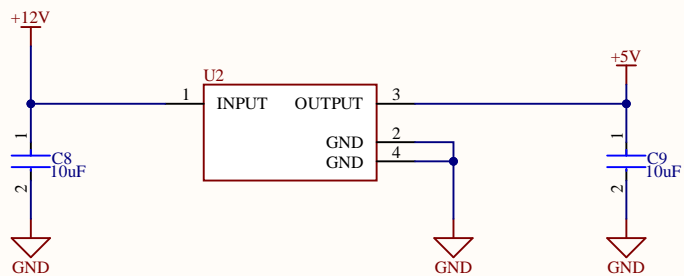 +12V
+5V
U2
1 INPUT OUTPUT 3
GND 2
GND 4
1
C8
10uF
2
1
C9
10uF
2
GND
GND
GND